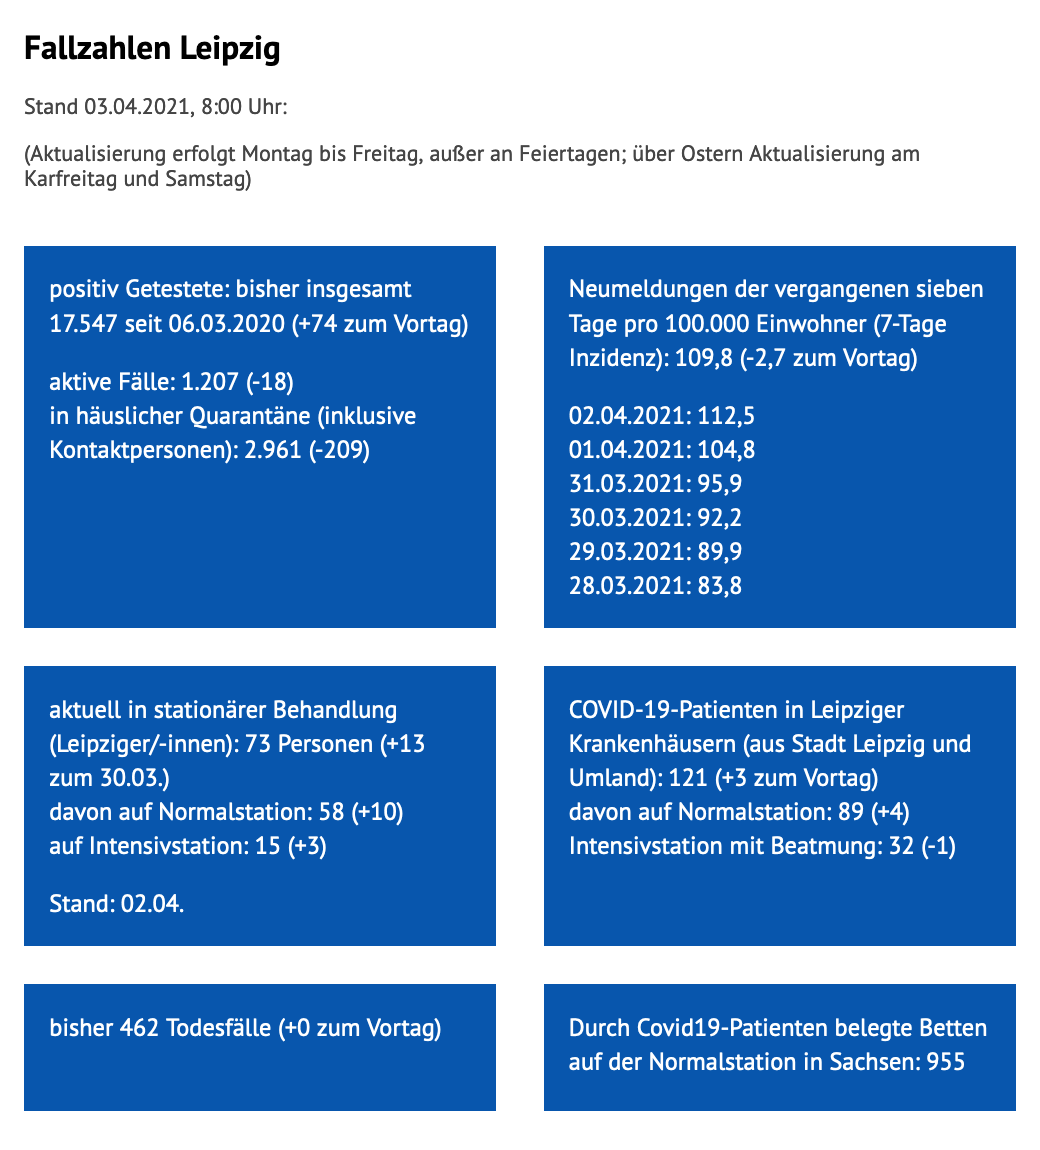 Fallzahlen Leipzig
Stand 03.04.2021, 8:00 Uhr:
(Aktualisierung erfolgt Montag bis Freitag, außer an Feiertagen; über Ostern Aktualisierung am
Karfreitag und Samstag)
positiv Getestete: bisher insgesamt
17.547 seit 06.03.2020 (+74 zum Vortag)
aktive Fälle: 1.207 (-18)
in häuslicher Quarantäne (inklusive
Kontaktpersonen): 2.961 (-209)
Neumeldungen der vergangenen sieben
Tage pro 100.000 Einwohner (7-Tage
Inzidenz): 109,8 (-2,7 zum Vortag)
02.04.2021: 112,5
01.04.2021: 104,8
31.03.2021: 95,9
30.03.2021: 92,2
29.03.2021: 89,9
28.03.2021: 83,8
aktuell in stationärer Behandlung
(Leipziger/-innen): 73 Personen (+13
zum 30.03.)
davon auf Normalstation: 58 (+10)
auf Intensivstation: 15 (+3)
Stand: 02.04.
COVID-19-Patienten in Leipziger
Krankenhäusern (aus Stadt Leipzig und
Umland): 121 (+3 zum Vortag)
davon auf Normalstation: 89 (+4)
Intensivstation mit Beatmung: 32 (-1)
bisher 462 Todesfälle (+0 zum Vortag)
Durch Covid19-Patienten belegte Betten
auf der Normalstation in Sachsen: 955